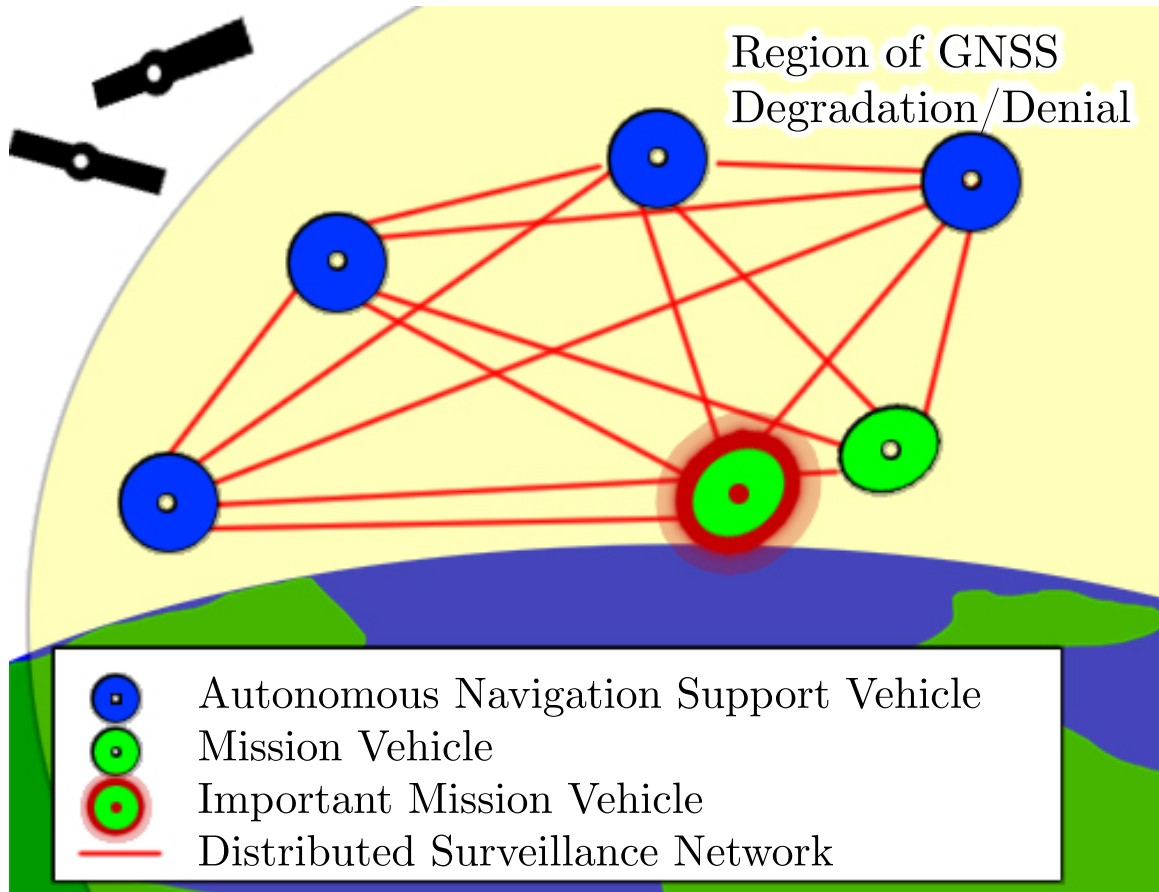 Region of GNSS
Degradation/Denial
Autonomous Navigation Support Vehicle
Mission Vehicle
Important Mission Vehicle
Distributed Surveillance Network